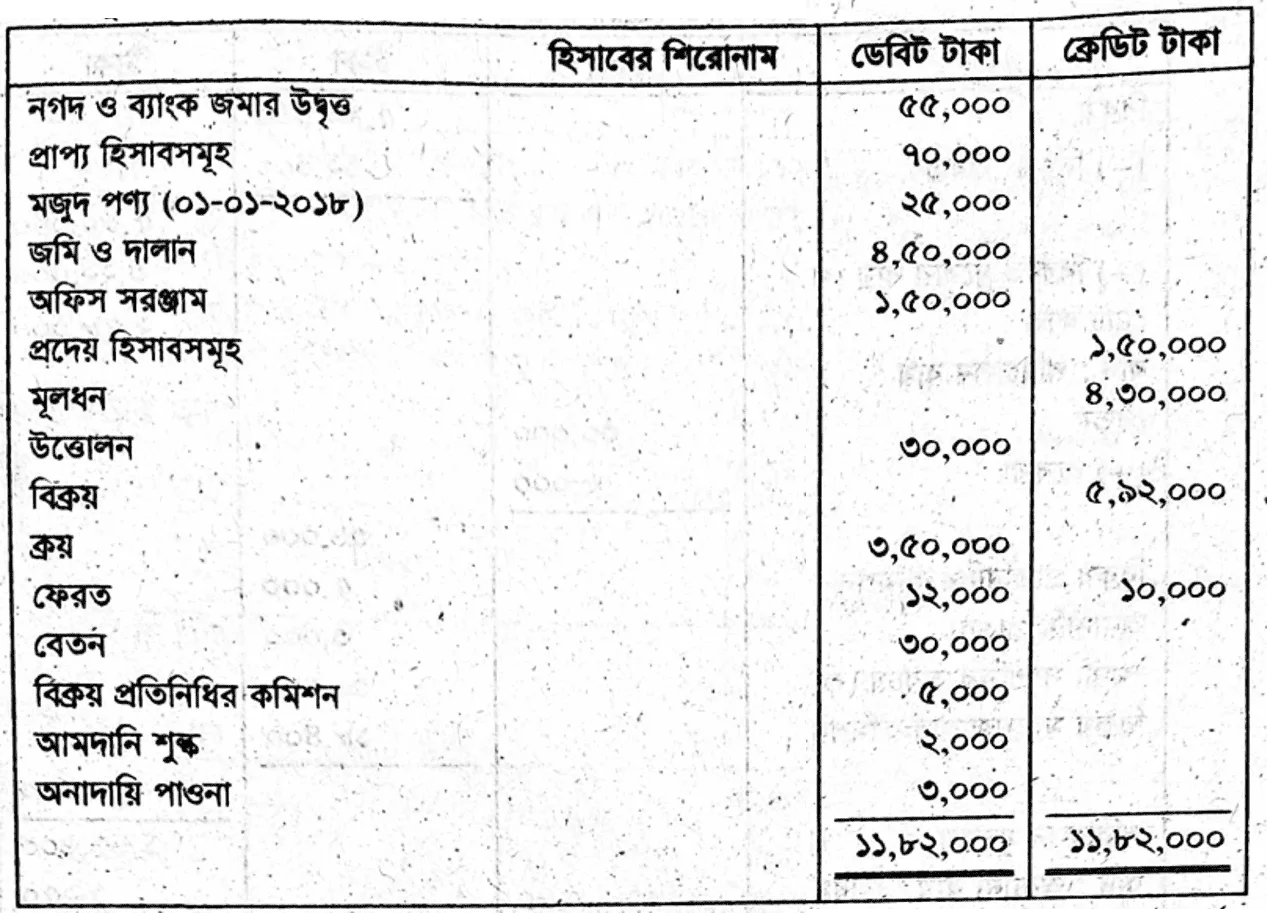 হিসাবের শিরোনাম ডেবিট টাকা ক্রেডিট টাকা
নগদ ও ব্যাংক জমার উদ্বৃত্ত ৫৫,০০০
প্রাপ্য হিসাবসমূহ ৭০,০০০
মজুদ পণ্য (০১-০১-২০১৮) ২৫,০০০
জমি ও দালান ৪,৫০,০০০
অফিস সরঞ্জাম ১,৫০,০০০
প্রদেয় হিসাবসমূহ ১,৫০,০০০
মূলধন ৪,৩০,০০০
উত্তোলন ৩০,০০০
বিক্রয় ৫,৯২,০০০
ক্রয় ৩,৫০,০০০
ফেরত ১২,০০০ ১০,০০০
বেতন ৩০,০০০
বিক্রয় প্রতিনিধির কমিশন ৫,০০০
আমদানি শুল্ক ২,০০০
অনাদায়ি পাওনা ৩,০০০
১১,৮২,০০০ ১১,৮২,০০০